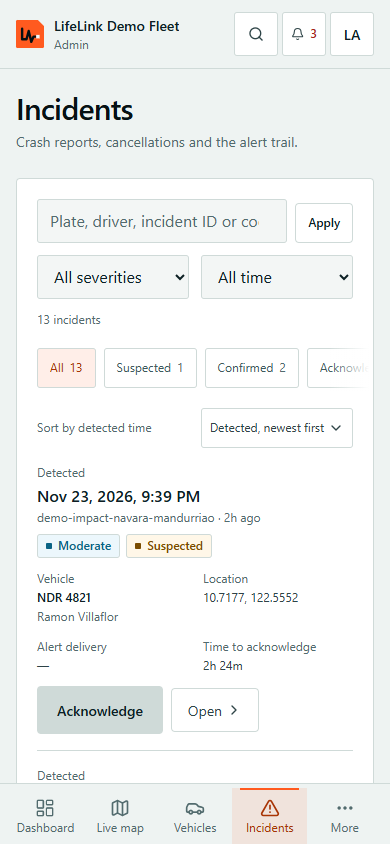 LifeLink Demo Fleet
Admin
3
LA
Incidents
Crash reports, cancellations and the alert trail.
Plate, driver, incident ID or co
Apply
All severities
All time
13 incidents
All 13
Suspected 1
Confirmed 2
Sort by detected time
Detected, newest first
Detected
Nov 23, 2026, 9:39 PM
demo-impact-navara-mandurriao · 2h ago
Moderate
Suspected
Vehicle
Location
NDR 4821
10.7177, 122.5552
Ramon Villaflor
Alert delivery
Time to acknowledge
—
2h 24m
Acknowledge
Open
Detected
Dashboard
Live map
Vehicles
Incidents
More